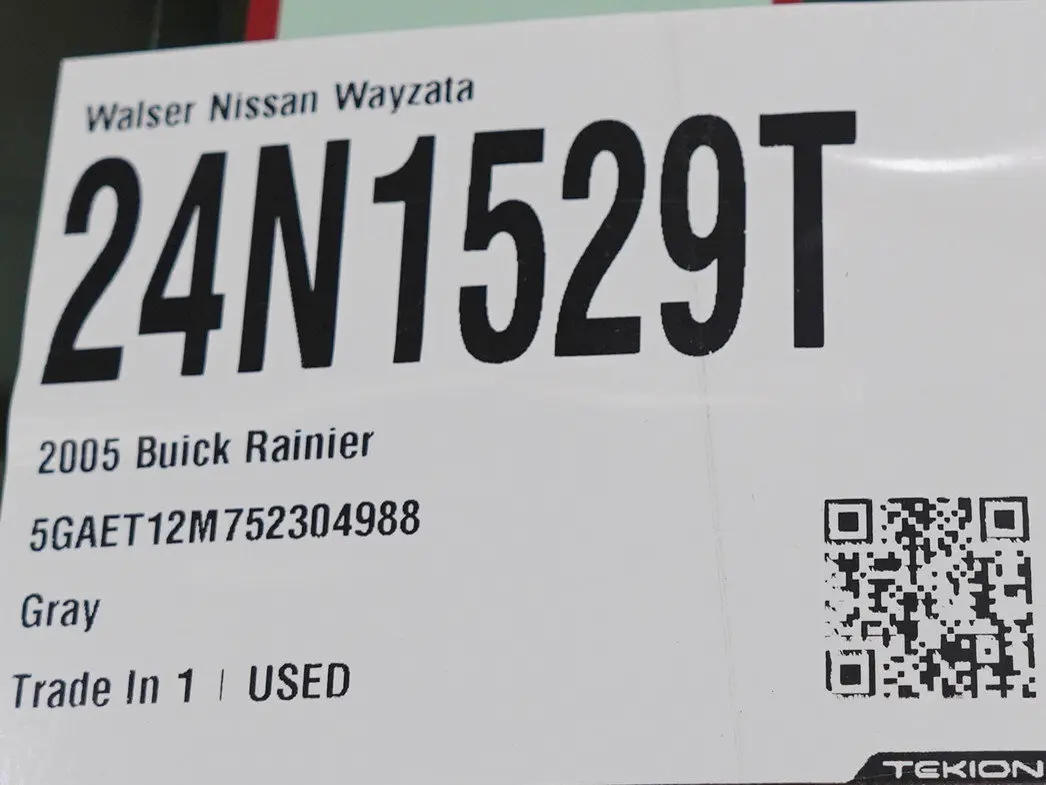 Walser Nissan Wayzata
24N1529T
2005 Buick Rainier
5GAET12M752304988
Gray
Trade In 1 | USED
TEKION